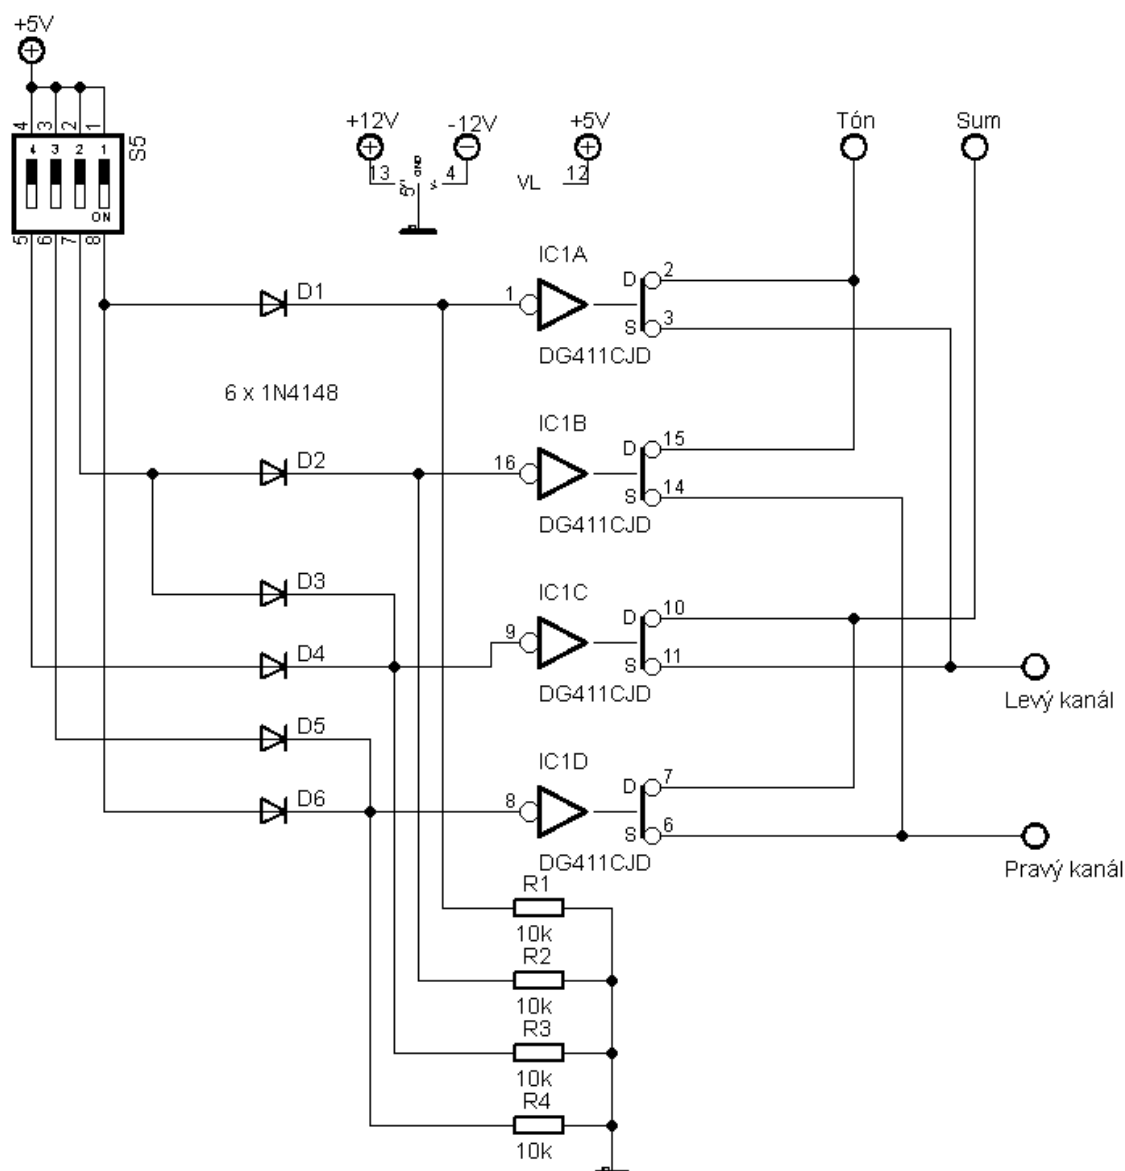 +5V
4 3 2 1
S5
4 3 2 1
ON
5 6 7 8
+12V
-12V
+5V
13
5
GND
4
VL
12
Tón
Sum
IC1A
D1
1
D
2
S
3
DG411CJD
6 x 1N4148
IC1B
D2
16
D
15
S
14
DG411CJD
D3
IC1C
D
10
9
D4
S
11
DG411CJD
Levý kanál
D5
IC1D
D6
8
D
7
S
6
DG411CJD
Pravý kanál
R1
10k
R2
10k
R3
10k
R4
10k